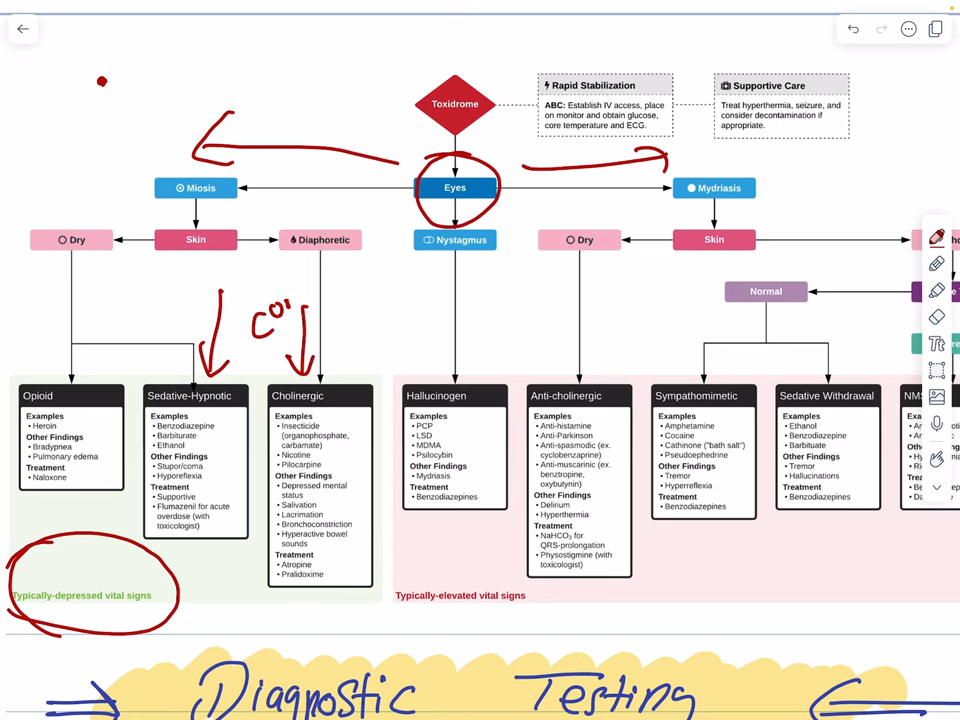 Toxidrome
Rapid Stabilization
ABC: Establish IV access, place
on monitor and obtain glucose,
core temperature and ECG.
Supportive Care
Treat hyperthermia, seizure, and
consider decontamination if
appropriate.
Miosis
Eyes
Mydriasis
Dry
Skin
Diaphoretic
Nystagmus
Dry
Skin
Normal
Opioid
Examples
• Heroin
Other Findings
• Bradypnea
• Pulmonary edema
Treatment
• Naloxone
Sedative-Hypnotic
Examples
• Benzodiazepine
• Barbiturate
• Ethanol
Other Findings
• Stupor/coma
• Hyporeflexia
Treatment
• Supportive
• Flumazenil for acute
overdose (with
toxicologist)
Cholinergic
Examples
• Insecticide
(organophosphate,
carbamate)
• Nicotine
• Pilocarpine
Other Findings
• Depressed mental
status
• Salivation
• Lacrimation
• Bronchoconstriction
• Hyperactive bowel
sounds
Treatment
• Atropine
• Pralidoxime
Hallucinogen
Examples
• PCP
• LSD
• MDMA
• Psilocybin
Other Findings
• Mydriasis
Treatment
• Benzodiazepines
Anti-cholinergic
Examples
• Anti-histamine
• Anti-Parkinson
• Anti-spasmodic (ex.
cyclobenzaprine)
• Anti-muscarinic (ex.
benztropine,
oxybutynin)
Other Findings
• Delirium
• Hyperthermia
Treatment
• NaHCO₃ for
QRS-prolongation
• Physostigmine (with
toxicologist)
Sympathomimetic
Examples
• Amphetamine
• Cocaine
• Cathinone ("bath salt")
• Pseudoephedrine
Other Findings
• Tremor
• Hyperreflexia
Treatment
• Benzodiazepines
Sedative Withdrawal
Examples
• Ethanol
• Benzodiazepine
• Barbituate
Other Findings
• Tremor
• Hallucinations
Treatment
• Benzodiazepines
Typically-depressed vital signs
Typically-elevated vital signs
Diagnostic Testing